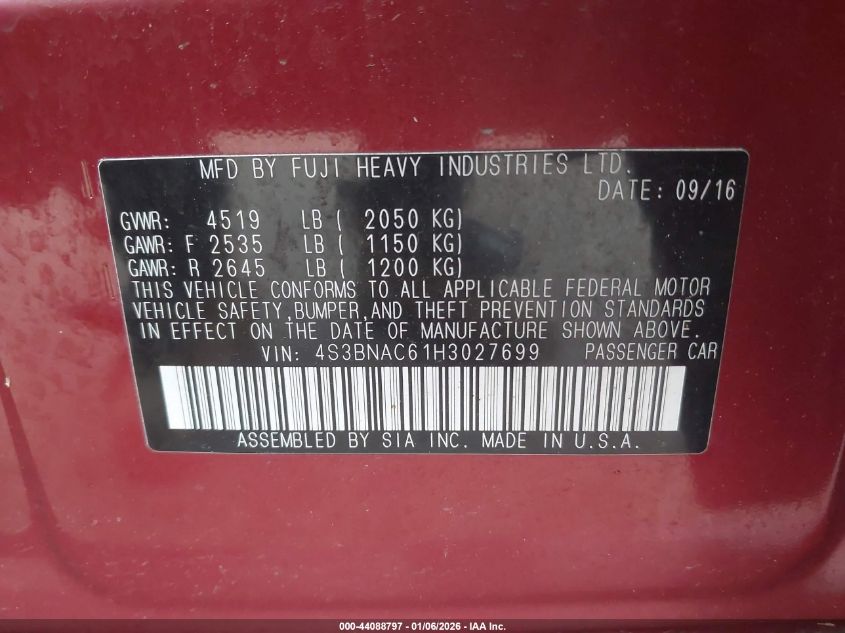 MFD BY FUJI HEAVY INDUSTRIES LTD.
DATE: 09/16
GVWR: 4519 LB ( 2050 KG)
GAWR: F 2535 LB ( 1150 KG)
GAWR: R 2645 LB ( 1200 KG)
THIS VEHICLE CONFORMS TO ALL APPLICABLE FEDERAL MOTOR
VEHICLE SAFETY,BUMPER,AND THEFT PREVENTION STANDARDS
IN EFFECT ON THE DATE OF MANUFACTURE SHOWN ABOVE.
VIN: 4S3BNAC61H3027699 PASSENGER CAR
ASSEMBLED BY SIA INC. MADE IN U.S.A.
000-44088797 - 01/06/2026 - IAA Inc.